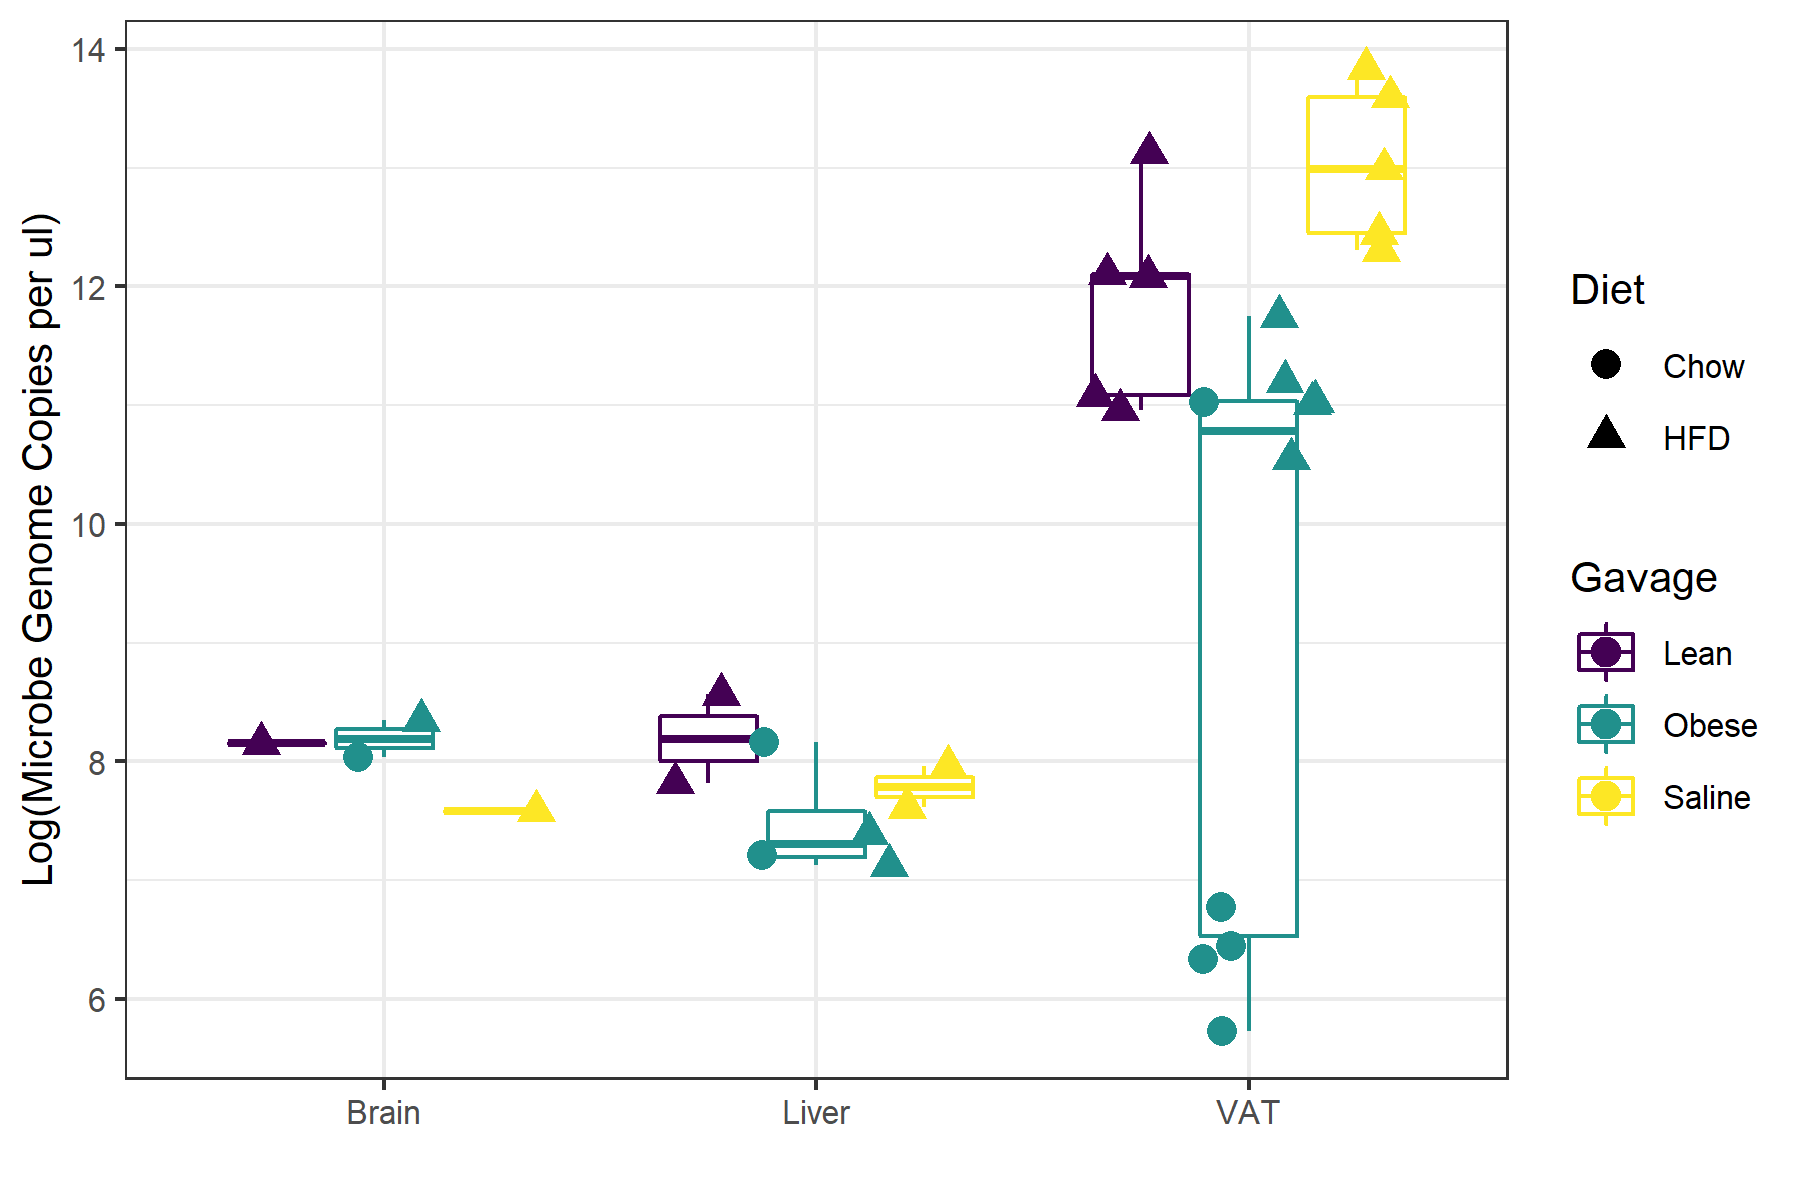 14
12
10
8
6
Log(Microbe Genome Copies per ul)
Brain
Liver
VAT
Diet
Chow
HFD
Gavage
Lean
Obese
Saline